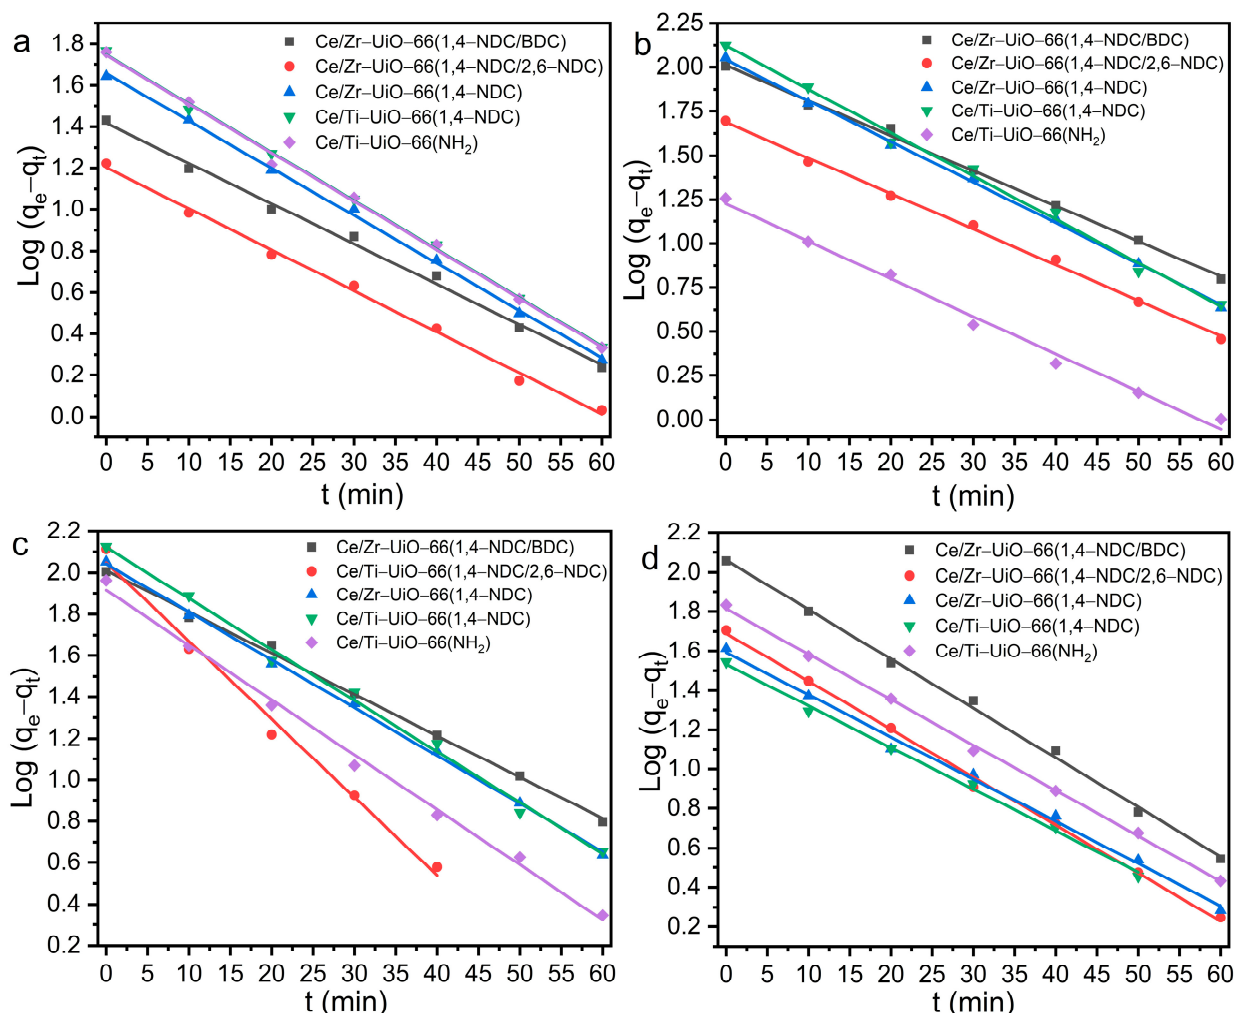 a
Log (qe−qt)
1.8
1.6
1.4
1.2
1.0
0.8
0.6
0.4
0.2
0.0
Ce/Zr−UiO−66(1,4−NDC/BDC)
Ce/Zr−UiO−66(1,4−NDC/2,6−NDC)
Ce/Zr−UiO−66(1,4−NDC)
Ce/Ti−UiO−66(1,4−NDC)
Ce/Ti−UiO−66(NH2)
0 5 10 15 20 25 30 35 40 45 50 55 60
t (min)
b
Log (qe−qt)
2.25
2.00
1.75
1.50
1.25
1.00
0.75
0.50
0.25
0.00
Ce/Zr−UiO−66(1,4−NDC/BDC)
Ce/Zr−UiO−66(1,4−NDC/2,6−NDC)
Ce/Zr−UiO−66(1,4−NDC)
Ce/Ti−UiO−66(1,4−NDC)
Ce/Ti−UiO−66(NH2)
0 5 10 15 20 25 30 35 40 45 50 55 60
t (min)
c
Log (qe−qt)
2.2
2.0
1.8
1.6
1.4
1.2
1.0
0.8
0.6
0.4
0.2
Ce/Zr−UiO−66(1,4−NDC/BDC)
Ce/Ti−UiO−66(1,4−NDC/2,6−NDC)
Ce/Zr−UiO−66(1,4−NDC)
Ce/Ti−UiO−66(1,4−NDC)
Ce/Ti−UiO−66(NH2)
0 5 10 15 20 25 30 35 40 45 50 55 60
t (min)
d
Log (qe−qt)
2.2
2.0
1.8
1.6
1.4
1.2
1.0
0.8
0.6
0.4
0.2
Ce/Zr−UiO−66(1,4−NDC/BDC)
Ce/Zr−UiO−66(1,4−NDC/2,6−NDC)
Ce/Zr−UiO−66(1,4−NDC)
Ce/Ti−UiO−66(1,4−NDC)
Ce/Ti−UiO−66(NH2)
0 5 10 15 20 25 30 35 40 45 50 55 60
t (min)